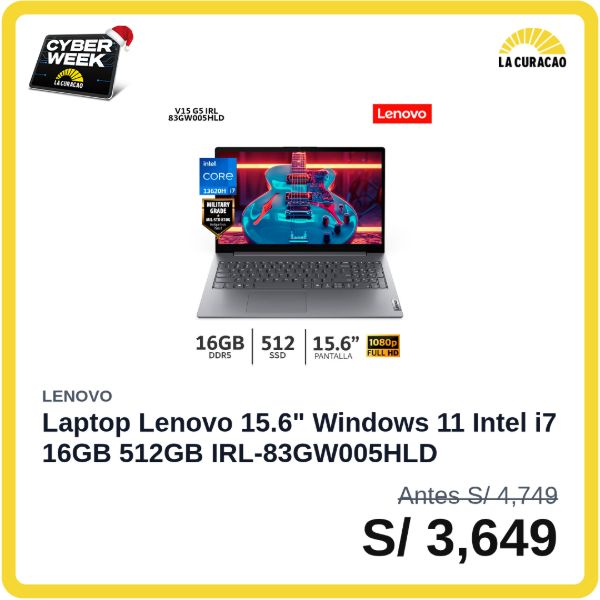 CYBER
WEEK
LA CURACAO
LA CURACAO
V15 G5 IRL
83GW005HLD
Lenovo
intel
CORE
13620H i7
MILITARY
GRADE
16GB
DDR5
512
SSD
15.6”
PANTALLA
1080p
FULL HD
LENOVO
Laptop Lenovo 15.6" Windows 11 Intel i7
16GB 512GB IRL-83GW005HLD
Antes S/ 4,749
S/ 3,649